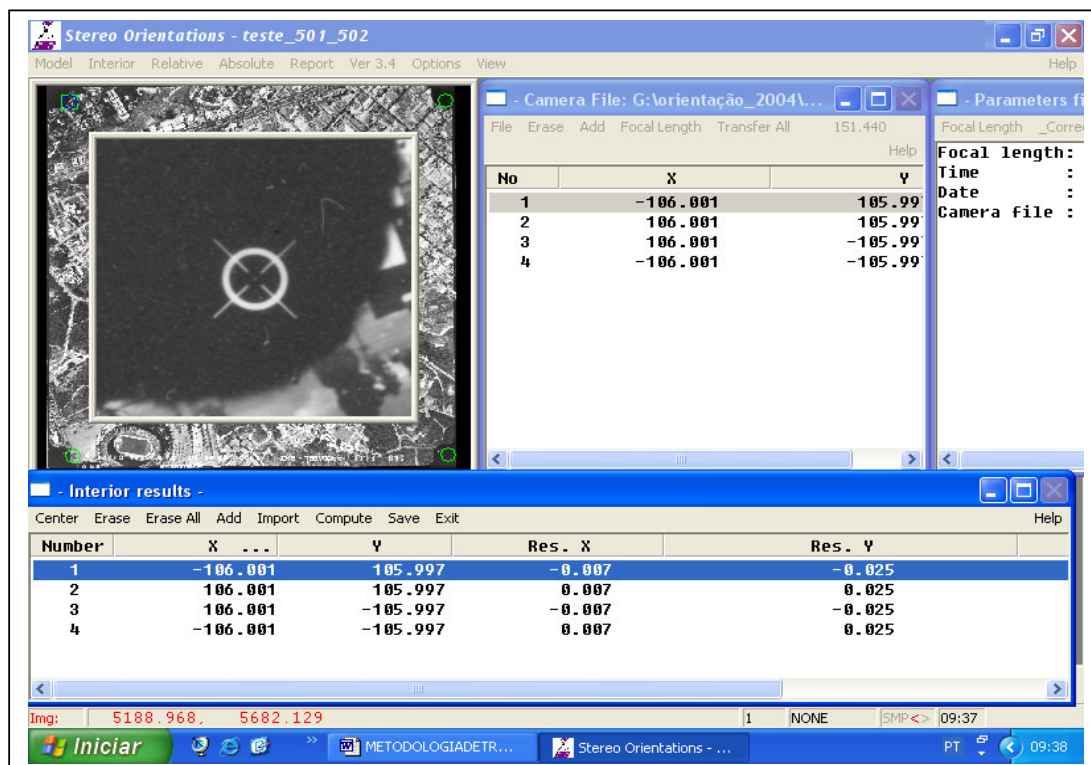 Stereo Orientations - teste_501_502
Model Interior Relative Absolute Report Ver 3.4 Options View Help
- Camera File: G:\orientação_2004\...
File Erase Add Focal Length Transfer All 151.440
Help
No X Y
1 -106.001 105.99
2 106.001 105.99
3 106.001 -105.99
4 -106.001 -105.99
- Parameters fi
Focal Length _Corre
Focal length:
Time :
Date :
Camera file :
- Interior results -
Center Erase Erase All Add Import Compute Save Exit Help
Number X ... Y Res. X Res. Y
1 -106.001 105.997 -0.007 -0.025
2 106.001 105.997 0.007 0.025
3 106.001 -105.997 -0.007 -0.025
4 -106.001 -105.997 0.007 0.025
Img: 5188.968, 5682.129 1 NONE SMP<> 09:37
Iniciar » METODOLOGIADETR... Stereo Orientations - ... PT 09:38